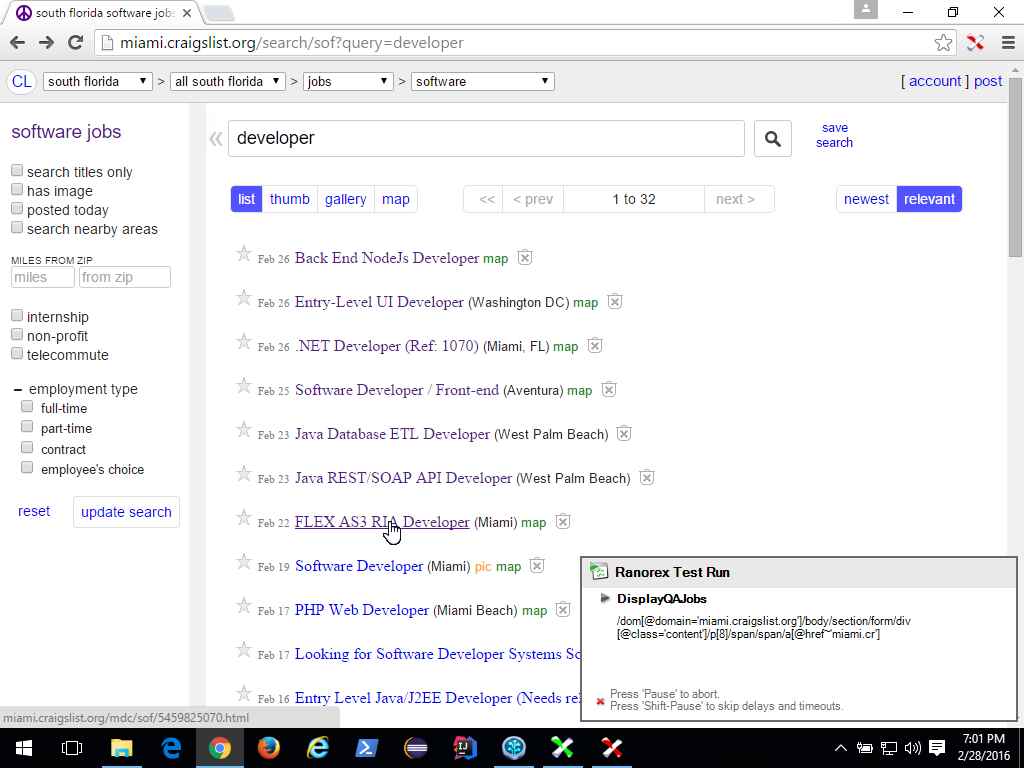 south florida software jobs
miami.craigslist.org/search/sof?query=developer
CL south florida > all south florida > jobs > software [ account ] post
software jobs
search titles only
has image
posted today
search nearby areas
MILES FROM ZIP
miles from zip
internship
non-profit
telecommute
employment type
full-time
part-time
contract
employee's choice
reset update search
« developer save
search
list thumb gallery map << < prev 1 to 32 next > newest relevant
Feb 26 Back End NodeJs Developer map
Feb 26 Entry-Level UI Developer (Washington DC) map
Feb 26 .NET Developer (Ref: 1070) (Miami, FL) map
Feb 25 Software Developer / Front-end (Aventura) map
Feb 23 Java Database ETL Developer (West Palm Beach)
Feb 23 Java REST/SOAP API Developer (West Palm Beach)
Feb 22 FLEX AS3 RIA Developer (Miami) map
Feb 19 Software Developer (Miami) pic map
Feb 17 PHP Web Developer (Miami Beach) map
Feb 17 Looking for Software Developer Systems
Feb 16 Entry Level Java/J2EE Developer (Needs
miami.craigslist.org/mdc/sof/5459825070.html
Ranorex Test Run
DisplayQAJobs
/dom[@domain='miami.craigslist.org']/body/section/form/div
[@class='content']/p[8]/span/span/a[@href~'miami.cr']
Press 'Pause' to abort.
Press 'Shift-Pause' to skip delays and timeouts.
7:01 PM
2/28/2016